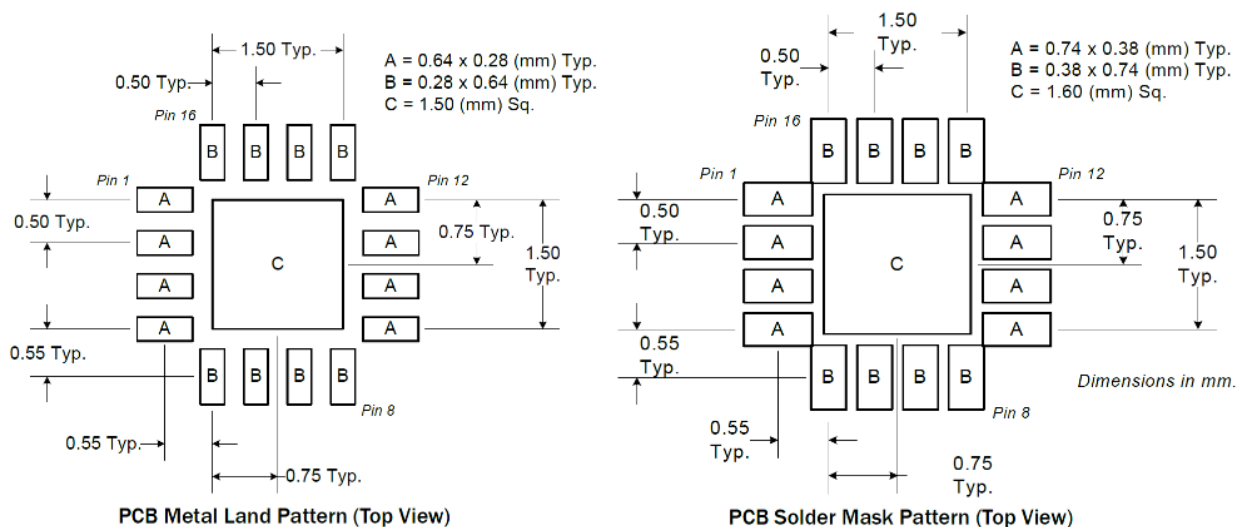 1.50 Typ.
A = 0.64 x 0.28 (mm) Typ.
B = 0.28 x 0.64 (mm) Typ.
C = 1.50 (mm) Sq.
0.50 Typ.
Pin 16
B B B B
Pin 1
Pin 12
A A
0.50 Typ.
0.75 Typ.
A A
1.50
Typ.
C
A A
A A
0.55 Typ.
B B B B
Pin 8
0.55 Typ.
0.75 Typ.
PCB Metal Land Pattern (Top View)
1.50
Typ.
A = 0.74 x 0.38 (mm) Typ.
B = 0.38 x 0.74 (mm) Typ.
C = 1.60 (mm) Sq.
0.50
Typ.
Pin 16
B B B B
Pin 1
Pin 12
A A
0.50
Typ.
0.75
Typ.
A A
1.50
Typ.
C
A A
A A
0.55
Typ.
B B B B
Dimensions in mm.
Pin 8
0.55
Typ.
0.75
Typ.
PCB Solder Mask Pattern (Top View)